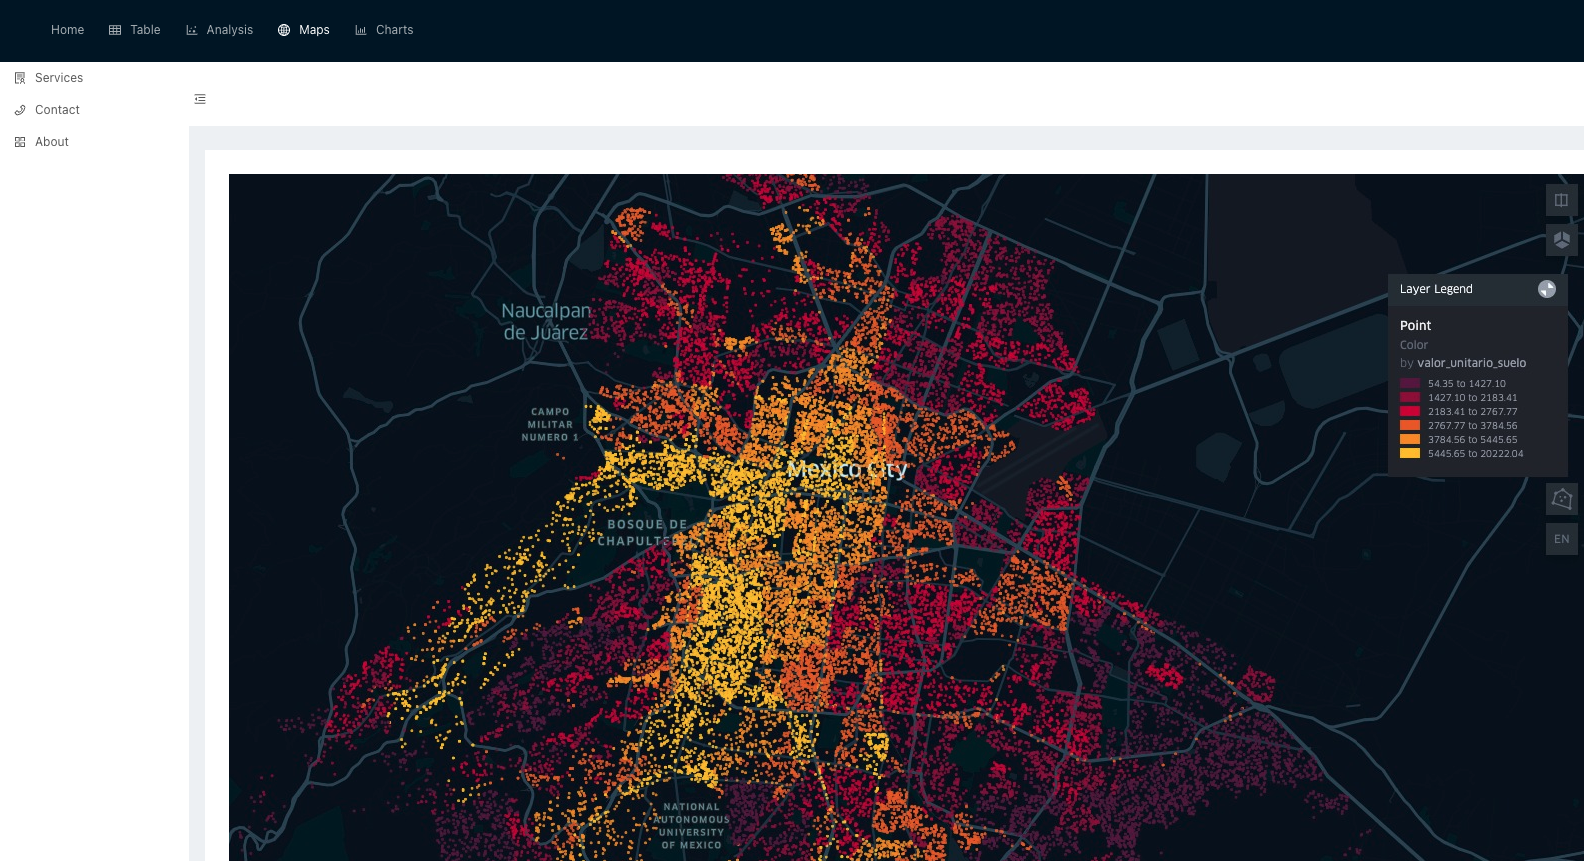 Home
Table
Analysis
Maps
Charts
Services
Contact
About
Naucalpan
de Juárez
CAMPO
MILITAR
NUMERO 1
Mexico City
BOSQUE DE
CHAPULTEPEC
NATIONAL
AUTONOMOUS
UNIVERSITY
OF MEXICO
Layer Legend
Point
Color
by valor_unitario_suelo
54.35 to 1427.10
1427.10 to 2183.41
2183.41 to 2767.77
2767.77 to 3784.56
3784.56 to 5445.65
5445.65 to 20222.04
EN